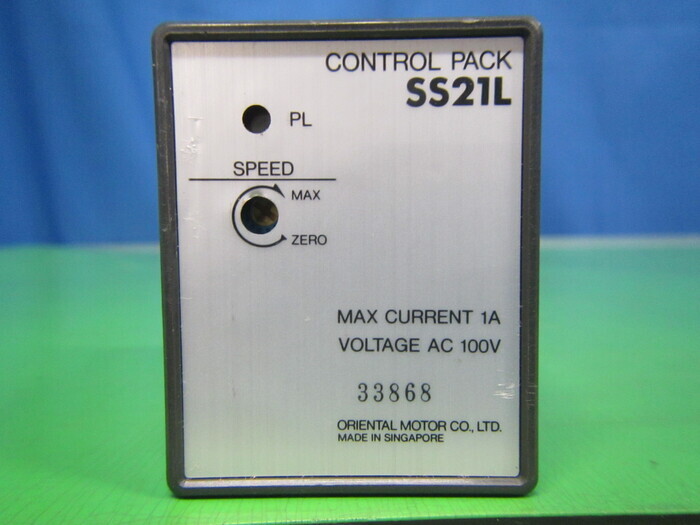 CONTROL PACK
SS21L
PL
SPEED
MAX
ZERO
MAX CURRENT 1A
VOLTAGE AC 100V
33868
ORIENTAL MOTOR CO., LTD.
MADE IN SINGAPORE